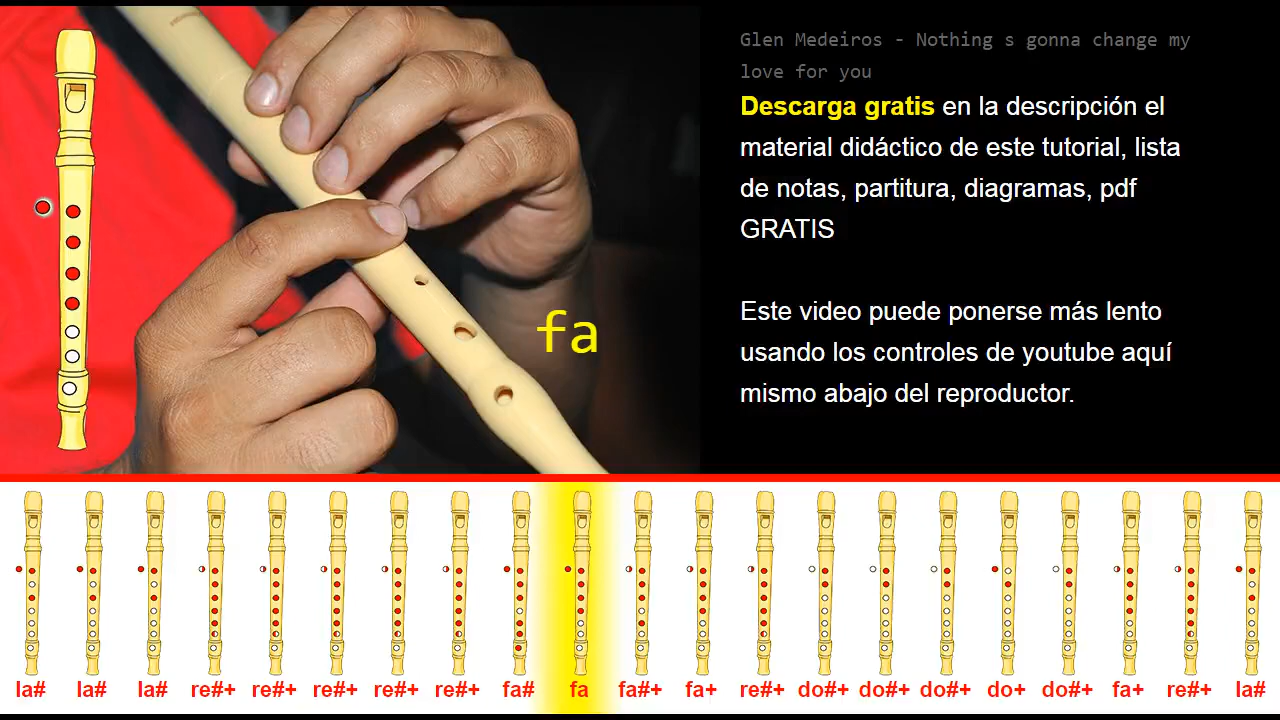 Glen Medeiros - Nothing s gonna change my
love for you
Descarga gratis en la descripción el
material didáctico de este tutorial, lista
de notas, partitura, diagramas, pdf
GRATIS
Este video puede ponerse más lento
usando los controles de youtube aquí
mismo abajo del reproductor.
fa
la# la# la# re#+ re#+ re#+ re#+ re#+ fa# fa fa#+ fa+ re#+ do#+ do#+ do#+ do+ do#+ fa+ re#+ la#